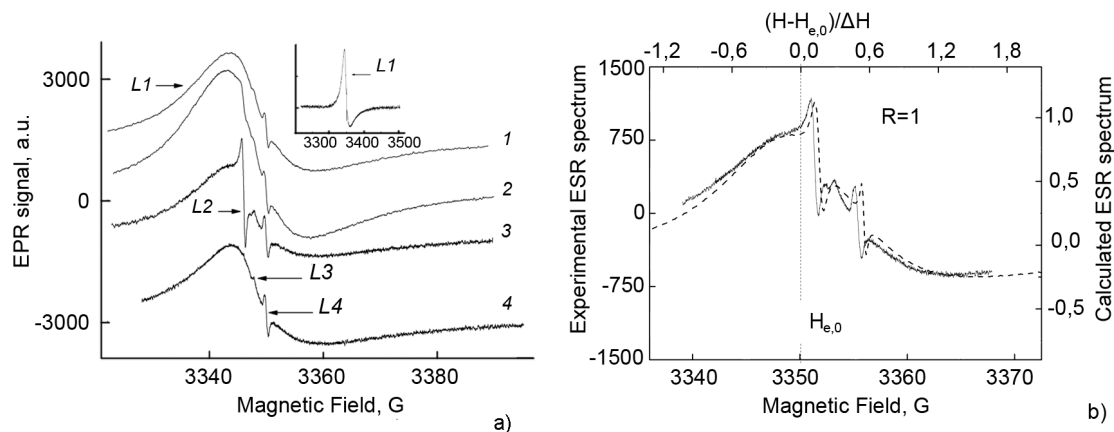 3000
0
-3000
EPR signal, a.u.
L1
L2
L3
L4
1
2
3
4
L1
3300
3400
3500
3340
3360
3380
Magnetic Field, G
a)
(H-He,0)/ΔH
-1,2
-0,6
0,0
0,6
1,2
1,8
1500
750
0
-750
-1500
Experimental ESR spectrum
R=1
He,0
1,0
0,5
0,0
-0,5
Calculated ESR spectrum
3340
3350
3360
3370
Magnetic Field, G
b)